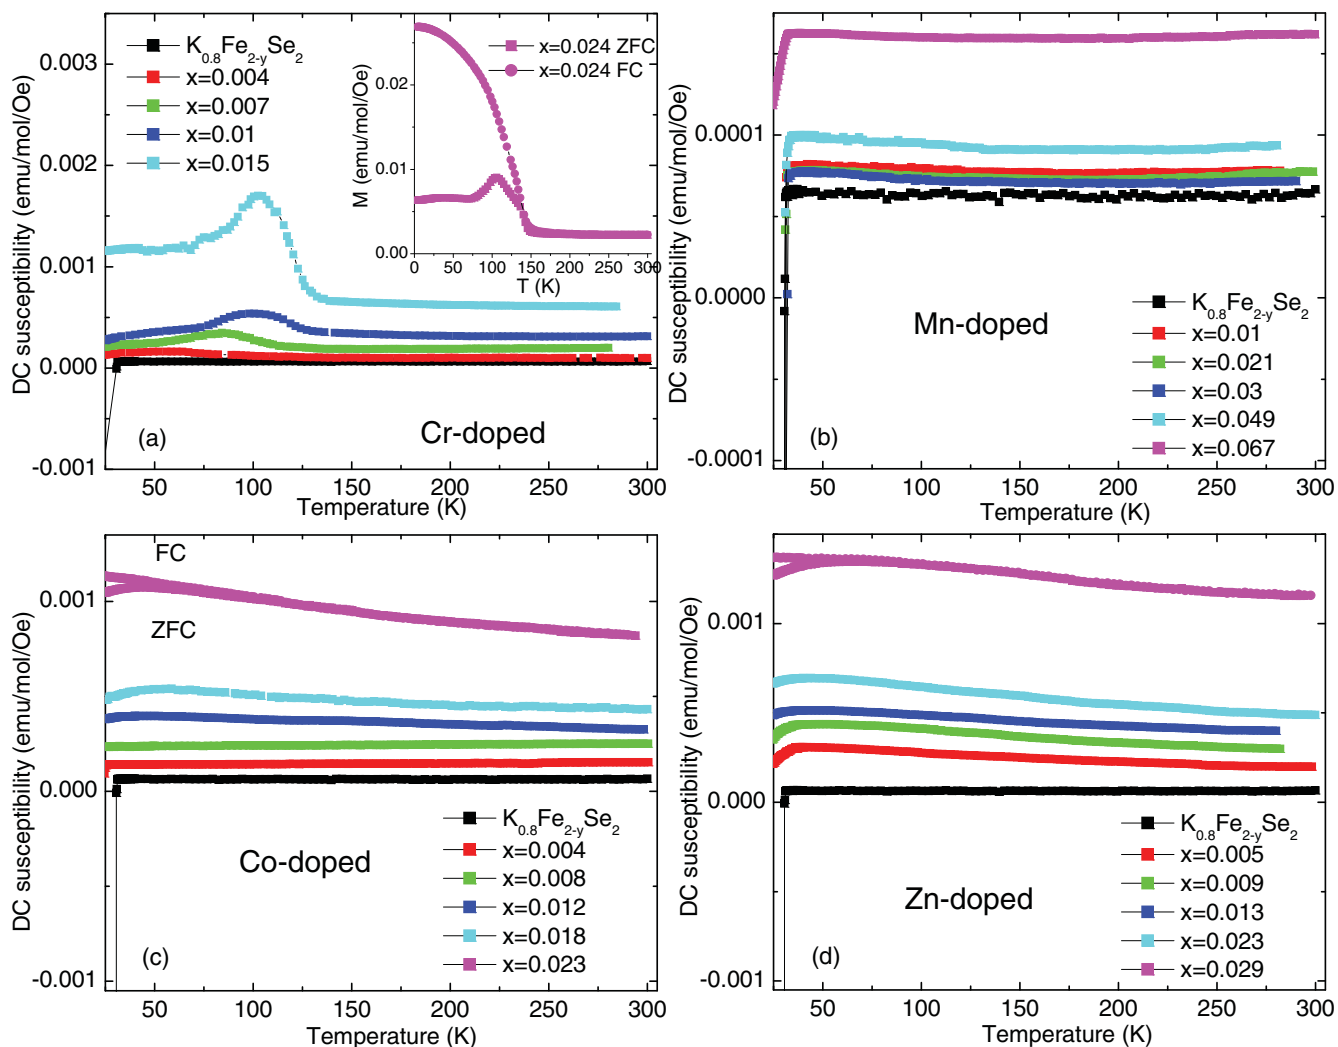 0.003
0.002
0.001
0.000
-0.001
DC susceptibility (emu/mol/Oe)
K0.8Fe2-ySe2
x=0.004
x=0.007
x=0.01
x=0.015
0.02
0.01
0.00
M (emu/mol/Oe)
x=0.024 ZFC
x=0.024 FC
0 50 100 150 200 250 300
T (K)
(a)
Cr-doped
50 100 150 200 250 300
Temperature (K)
0.0001
0.0000
-0.0001
DC susceptibility (emu/mol/Oe)
Mn-doped
K0.8Fe2-ySe2
x=0.01
x=0.021
x=0.03
x=0.049
x=0.067
(b)
50 100 150 200 250 300
Temperature (K)
0.001
0.000
-0.001
DC susceptibility (emu/mol/Oe)
FC
ZFC
Co-doped
K0.8Fe2-ySe2
x=0.004
x=0.008
x=0.012
x=0.018
x=0.023
(c)
50 100 150 200 250 300
Temperature (K)
0.001
0.000
-0.001
DC susceptibility (emu/mol/Oe)
Zn-doped
K0.8Fe2-ySe2
x=0.005
x=0.009
x=0.013
x=0.023
x=0.029
(d)
50 100 150 200 250 300
Temperature (K)